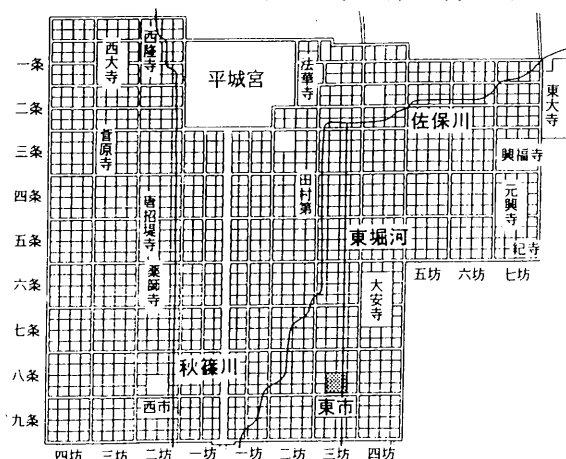 一条
二条
三条
四条
五条
六条
七条
八条
九条
西大寺
西隆寺
平城宮
法華寺
東大寺
佐保川
菅原寺
興福寺
田村第
元興寺
唐招堤寺
東堀河
紀寺
薬師寺
大安寺
五坊 六坊 七坊
秋篠川
西市
東市
四坊 三坊 二坊 一坊 一坊 二坊 三坊 四坊